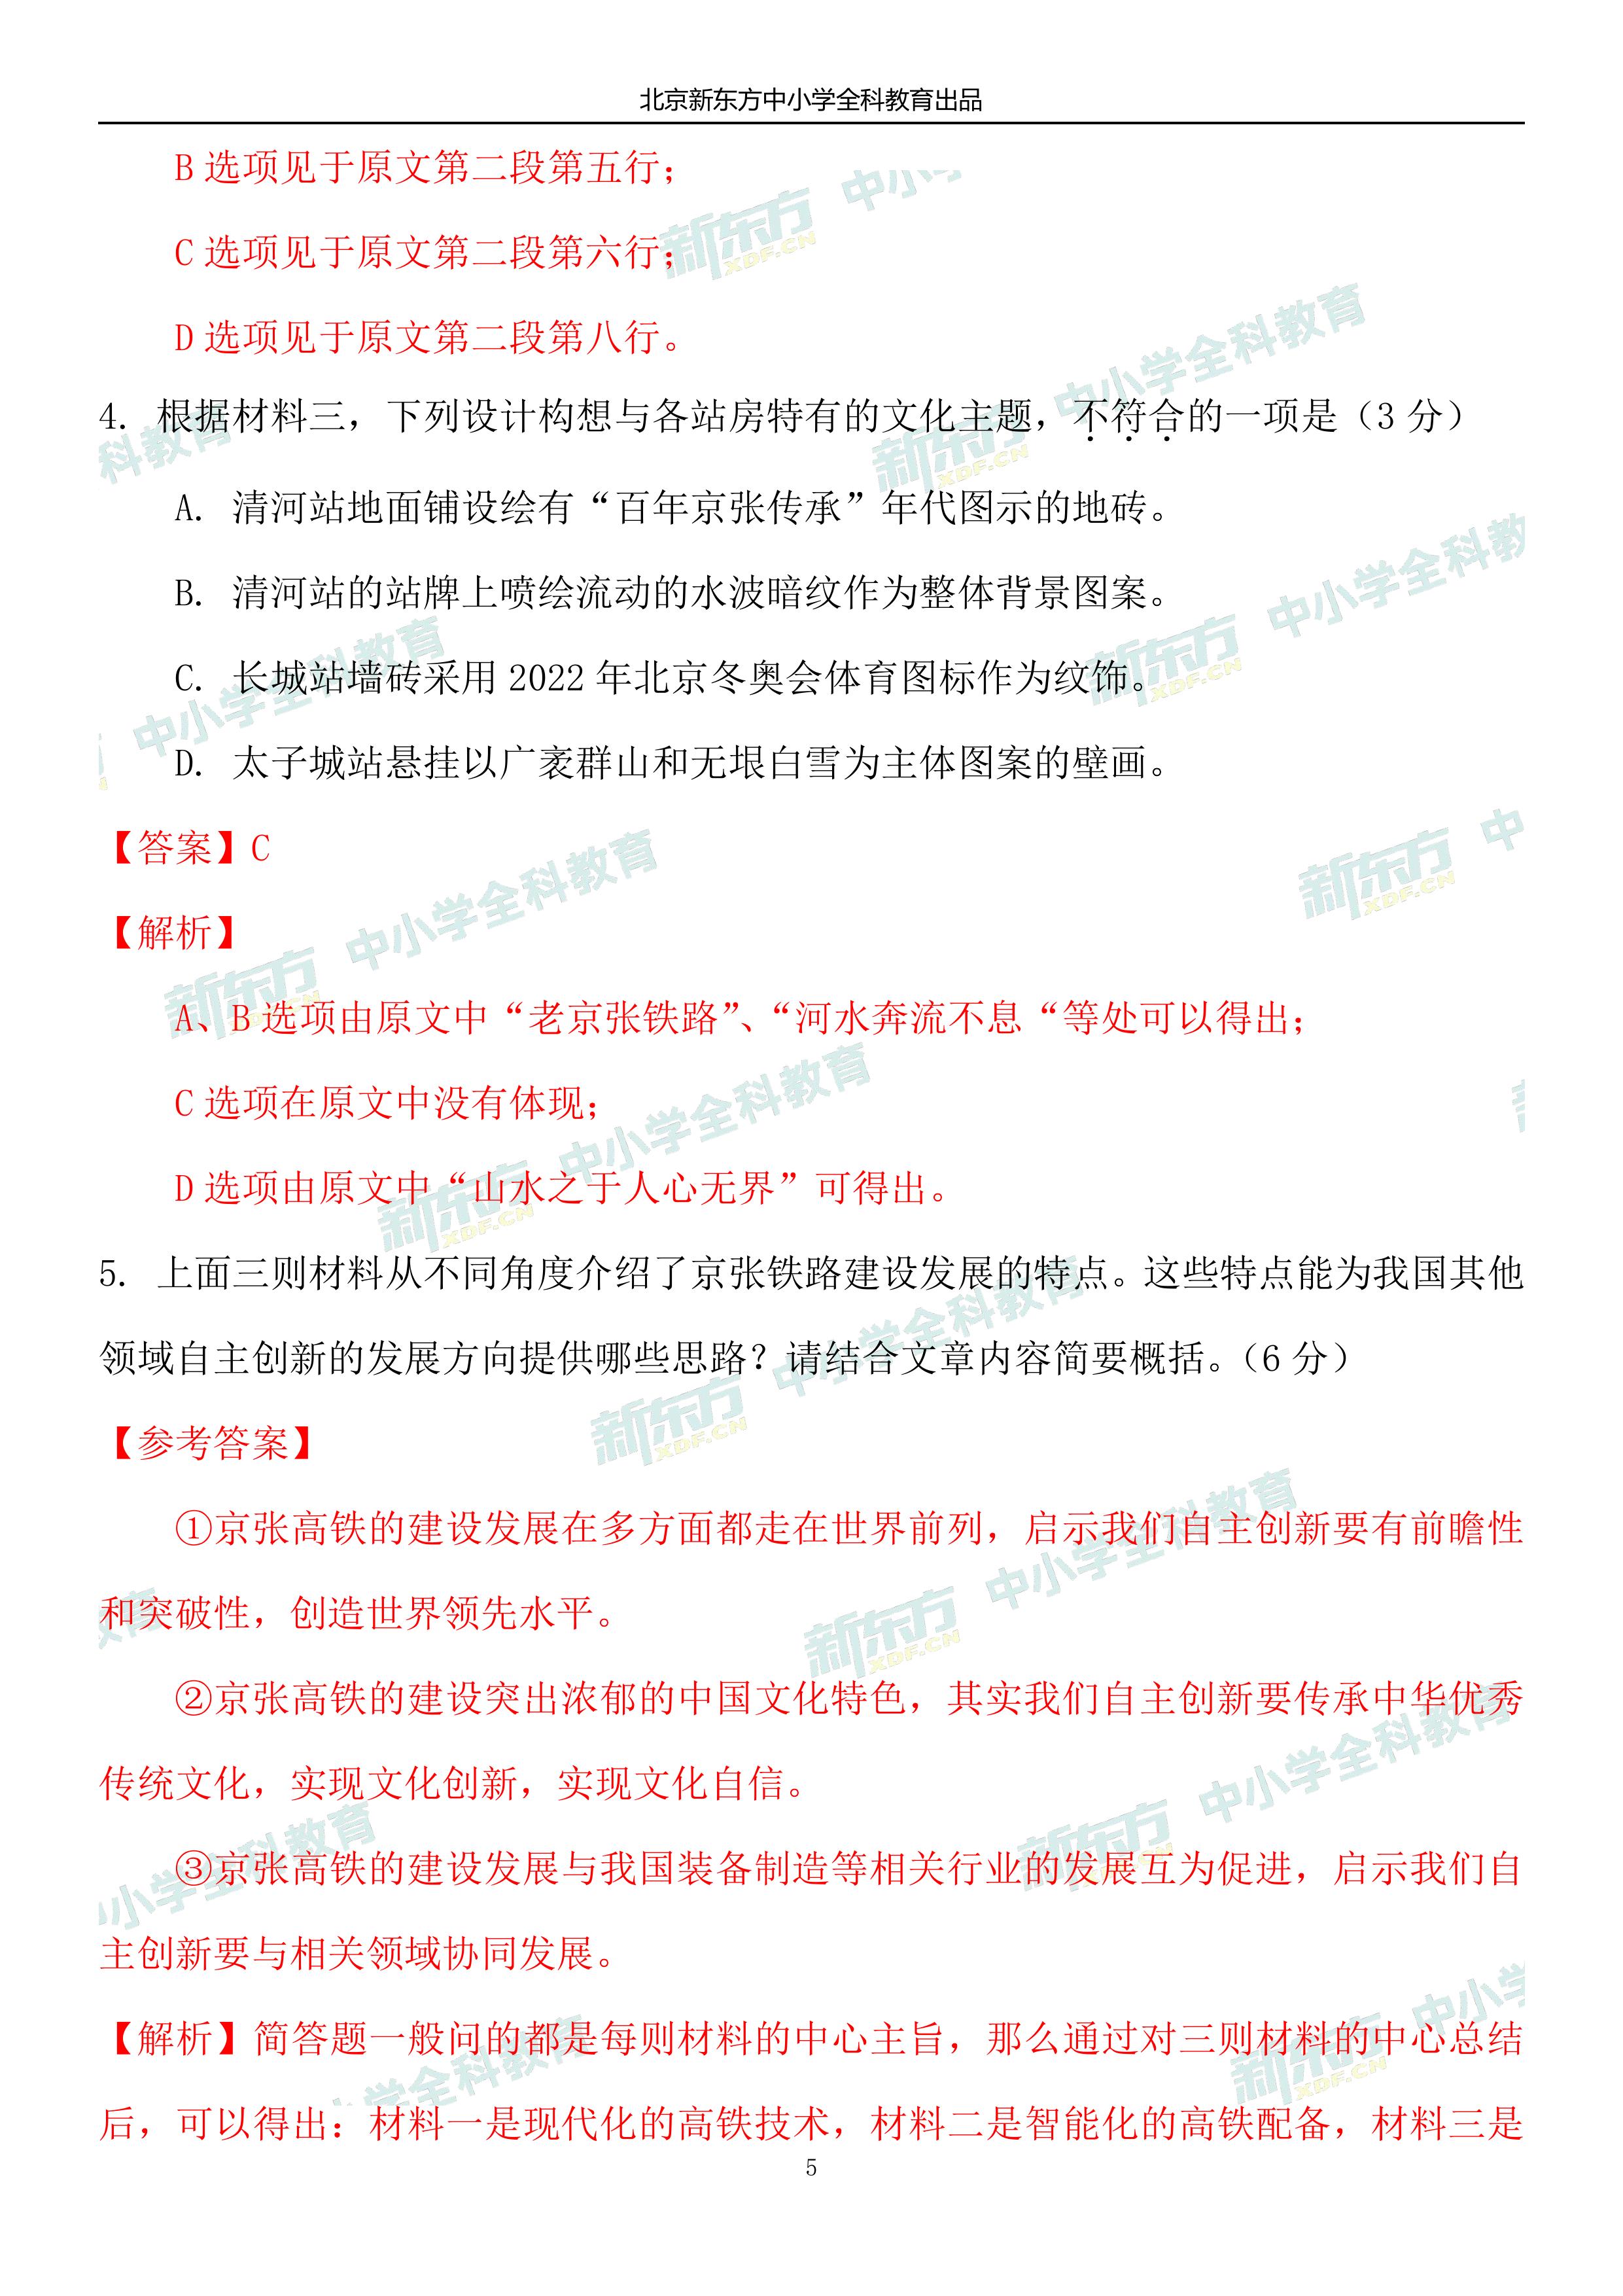 北京新东方中小学全科教育出品
B 选项见于原文第二段第五行；
C 选项见于原文第二段第六行；
D 选项见于原文第二段第八行。
4. 根据材料三，下列设计构想与各站房特有的文化主题，不符合的一项是（3 分）
A. 清河站地面铺设绘有“百年京张传承”年代图示的地砖。
B. 清河站的站牌上喷绘流动的水波暗纹作为整体背景图案。
C. 长城站墙砖采用 2022 年北京冬奥会体育图标作为纹饰。
D. 太子城站悬挂以广袤群山和无垠白雪为主体图案的壁画。
【答案】C
【解析】
A、B 选项由原文中“老京张铁路”、“河水奔流不息“等处可以得出；
C 选项在原文中没有体现；
D 选项由原文中“山水之于人心无界”可得出。
5. 上面三则材料从不同角度介绍了京张铁路建设发展的特点。这些特点能为我国其他
领域自主创新的发展方向提供哪些思路？请结合文章内容简要概括。（6 分）
【参考答案】
①京张高铁的建设发展在多方面都走在世界前列，启示我们自主创新要有前瞻性
和突破性，创造世界领先水平。
②京张高铁的建设突出浓郁的中国文化特色，其实我们自主创新要传承中华优秀
传统文化，实现文化创新，实现文化自信。
③京张高铁的建设发展与我国装备制造等相关行业的发展互为促进，启示我们自
主创新要与相关领域协同发展。
【解析】简答题一般问的都是每则材料的中心主旨，那么通过对三则材料的中心总结
后，可以得出：材料一是现代化的高铁技术，材料二是智能化的高铁配备，材料三是
5